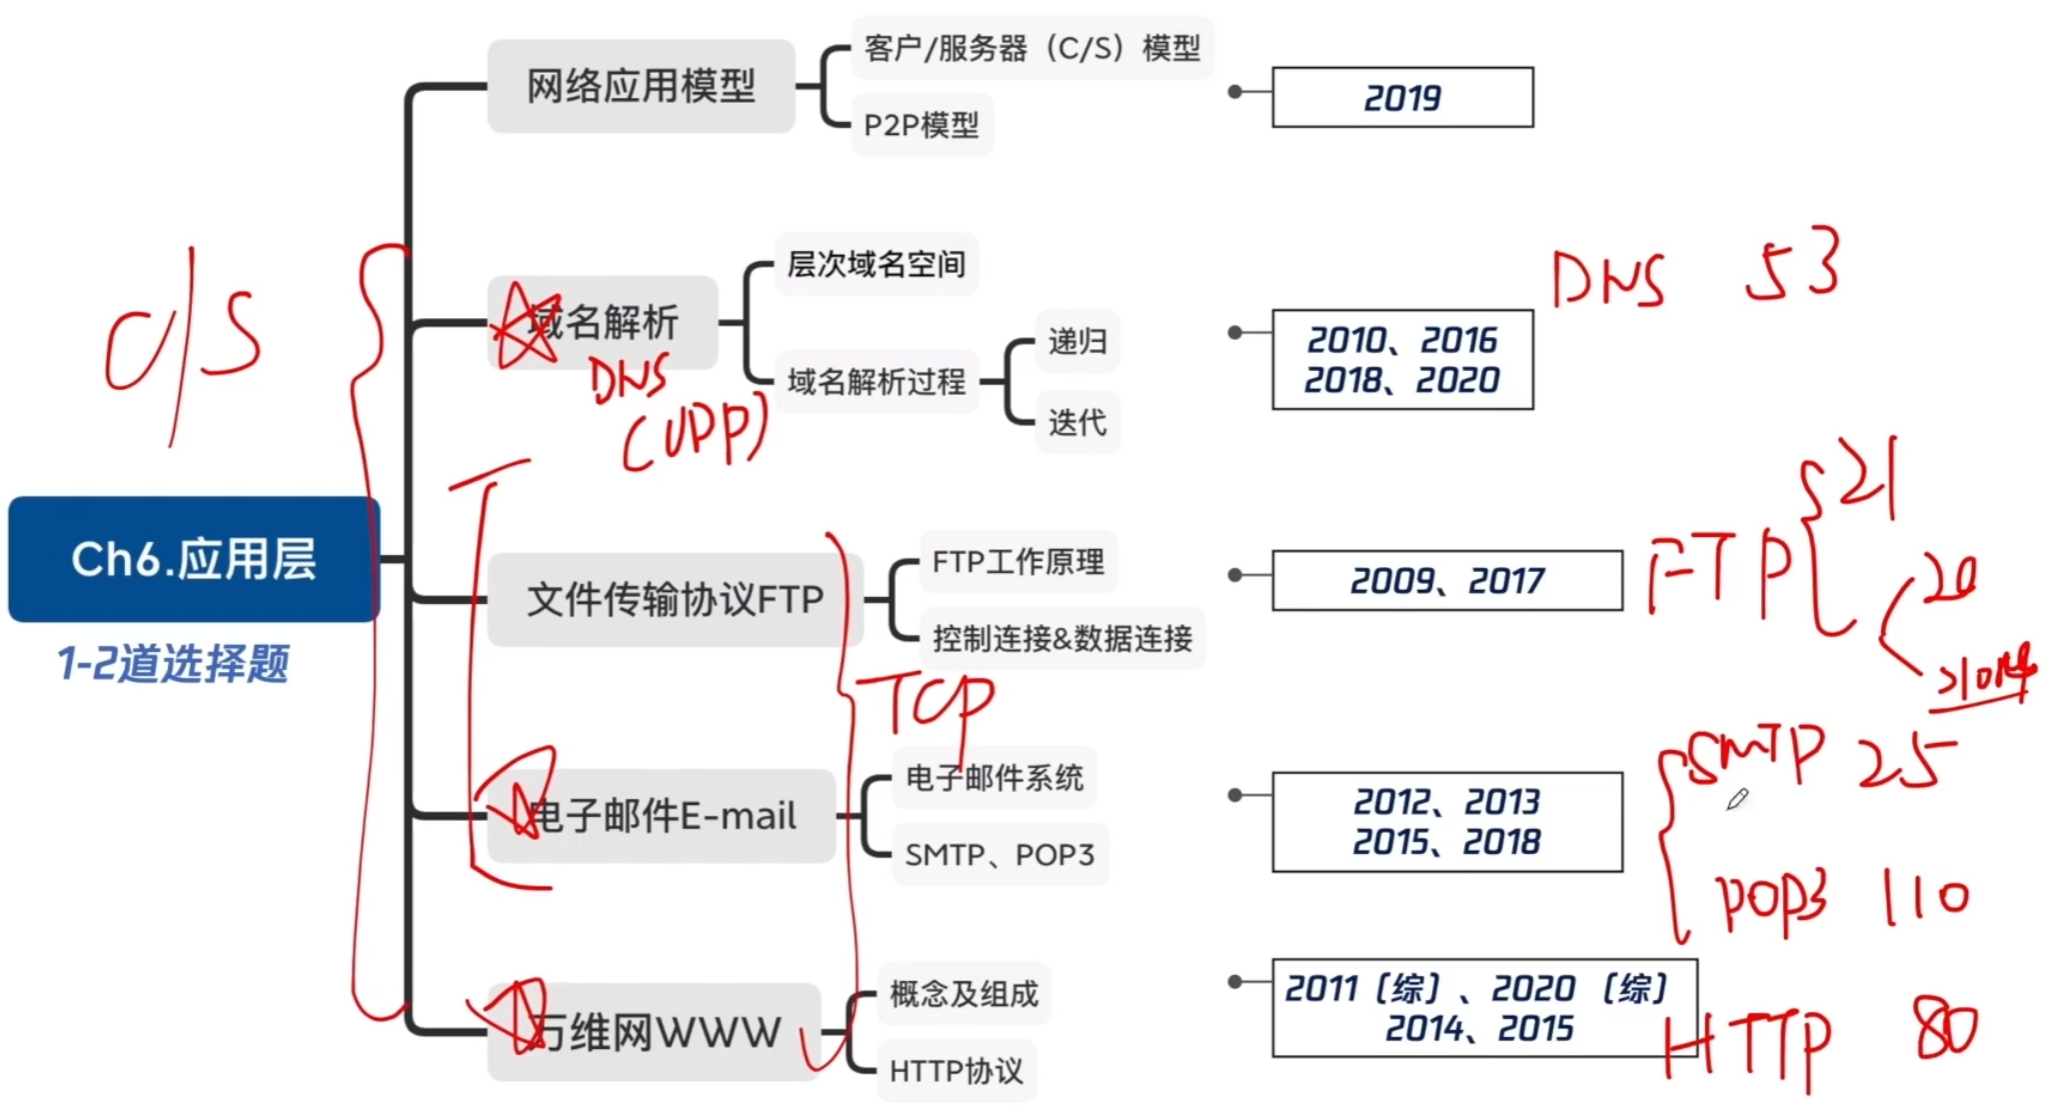 网络应用模型
客户/服务器（C/S）模型
P2P模型
2019
C/S
域名解析
DNS
(UDP)
层次域名空间
域名解析过程
递归
迭代
2010、2016
2018、2020
DNS 53
Ch6.应用层
1-2道选择题
文件传输协议FTP
FTP工作原理
控制连接&数据连接
TCP
2009、2017
FTP
21
20
电子邮件E-mail
电子邮件系统
SMTP、POP3
2012、2013
2015、2018
SMTP 25
POP3 110
万维网WWW
概念及组成
HTTP协议
2011（综）、2020（综）
2014、2015
HTTP 80